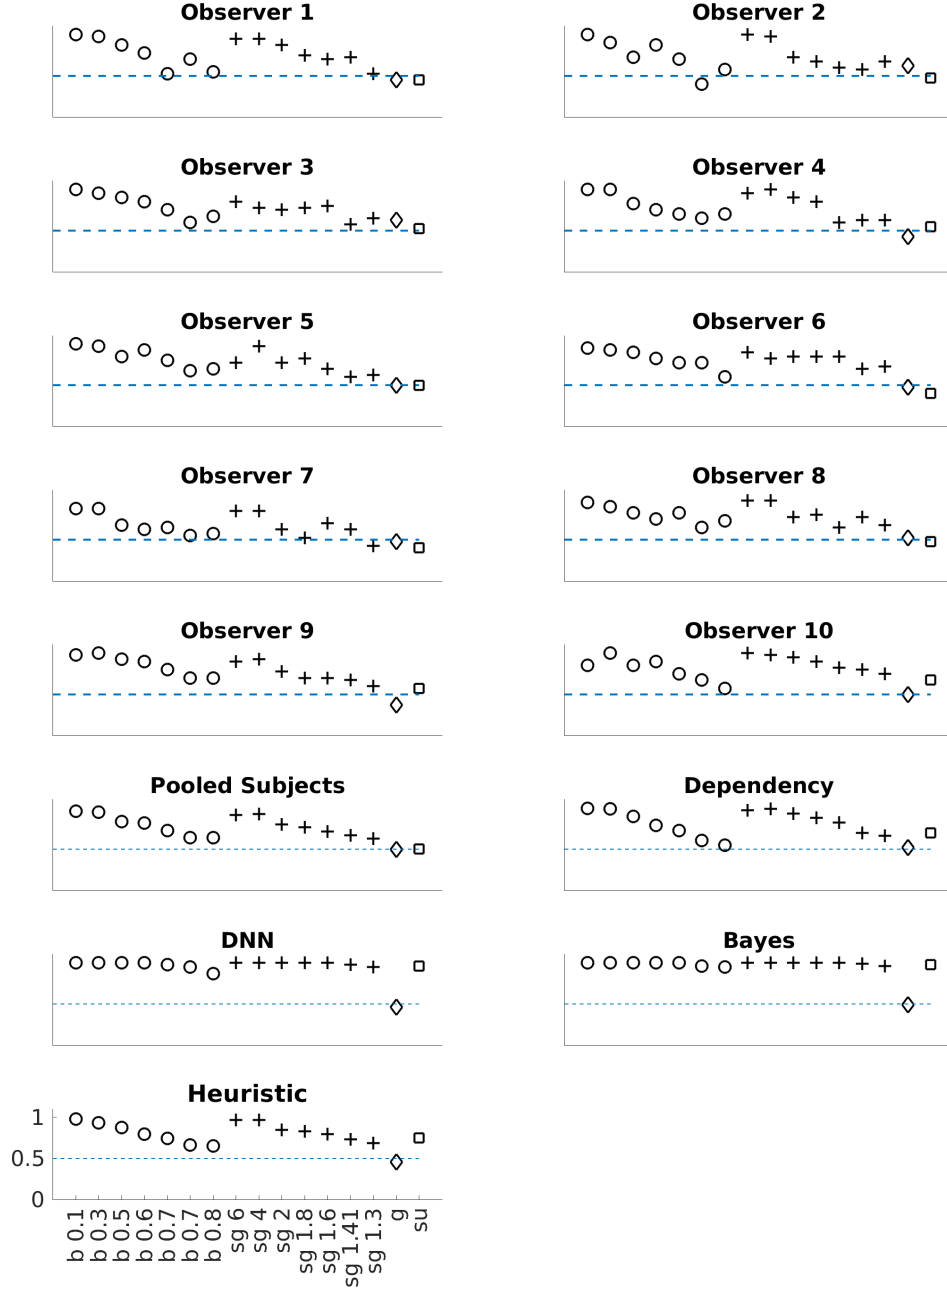 Observer 1
Observer 2
Observer 3
Observer 4
Observer 5
Observer 6
Observer 7
Observer 8
Observer 9
Observer 10
Pooled Subjects
Dependency
DNN
Bayes
Heuristic
1
0.5
0
b 0.1
b 0.3
b 0.5
b 0.6
b 0.7
b 0.7
b 0.8
sg 6
sg 4
sg 2
sg 1.8
sg 1.6
sg 1.41
sg 1.3
g
su